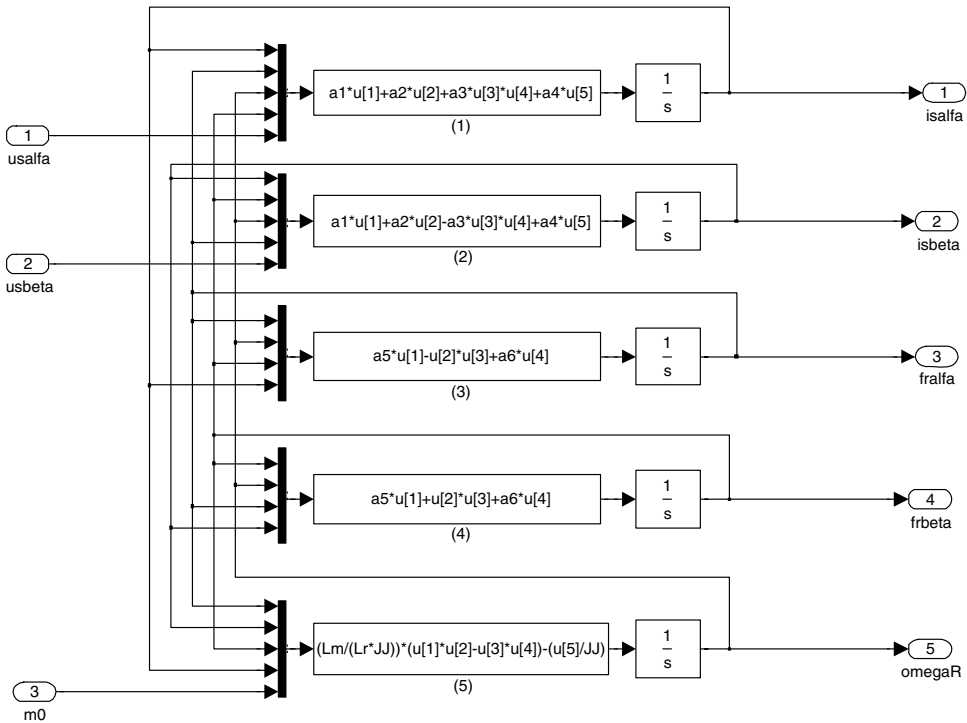 a1*u[1]+a2*u[2]+a3*u[3]*u[4]+a4*u[5]
1
s
1
isalfa
(1)
1
usalfa
a1*u[1]+a2*u[2]-a3*u[3]*u[4]+a4*u[5]
1
s
2
isbeta
(2)
2
usbeta
a5*u[1]-u[2]*u[3]+a6*u[4]
1
s
3
fralfa
(3)
a5*u[1]+u[2]*u[3]+a6*u[4]
1
s
4
frbeta
(4)
(Lm/(Lr*JJ))*(u[1]*u[2]-u[3]*u[4])-(u[5]/JJ)
1
s
5
omegaR
(5)
3
m0